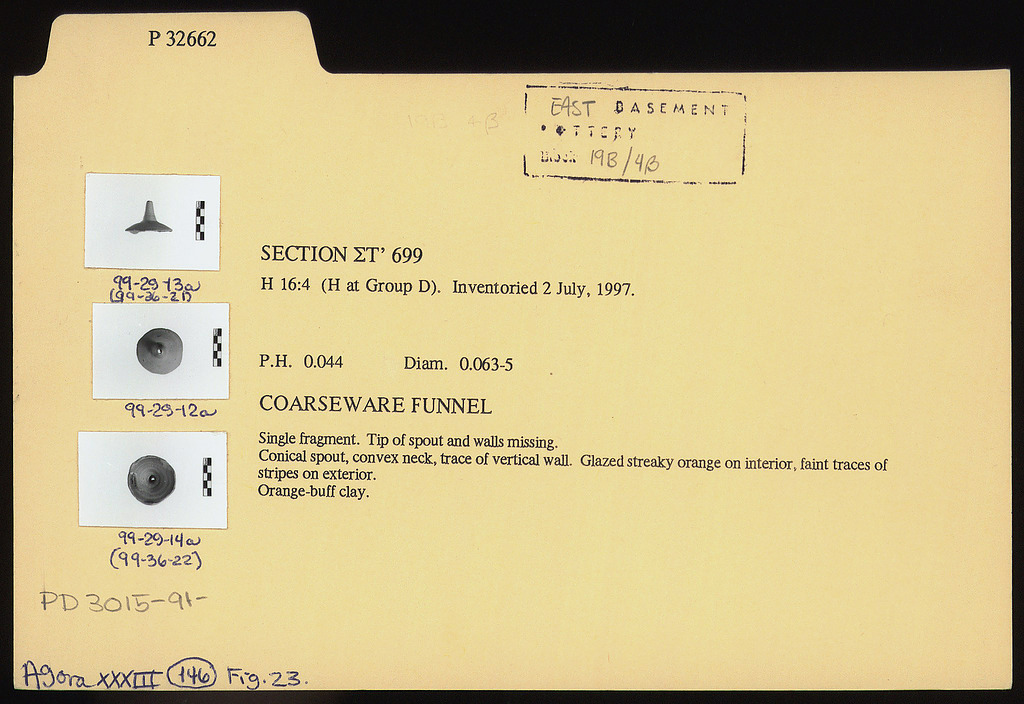 P 32662
EAST BASEMENT
POTTERY
Block 19B/4β
SECTION ΣΤ’ 699
H 16:4 (H at Group D). Inventoried 2 July, 1997.
99-29-13a
(99-36-21)
99-29-12a
P.H. 0.044 Diam. 0.063-5
COARSEWARE FUNNEL
Single fragment. Tip of spout and walls missing.
Conical spout, convex neck, trace of vertical wall. Glazed streaky orange on interior, faint traces of
stripes on exterior.
Orange-buff clay.
99-29-14a
(99-36-22)
PD 3015-91-
Agora XXXIII (146) Fig. 23.